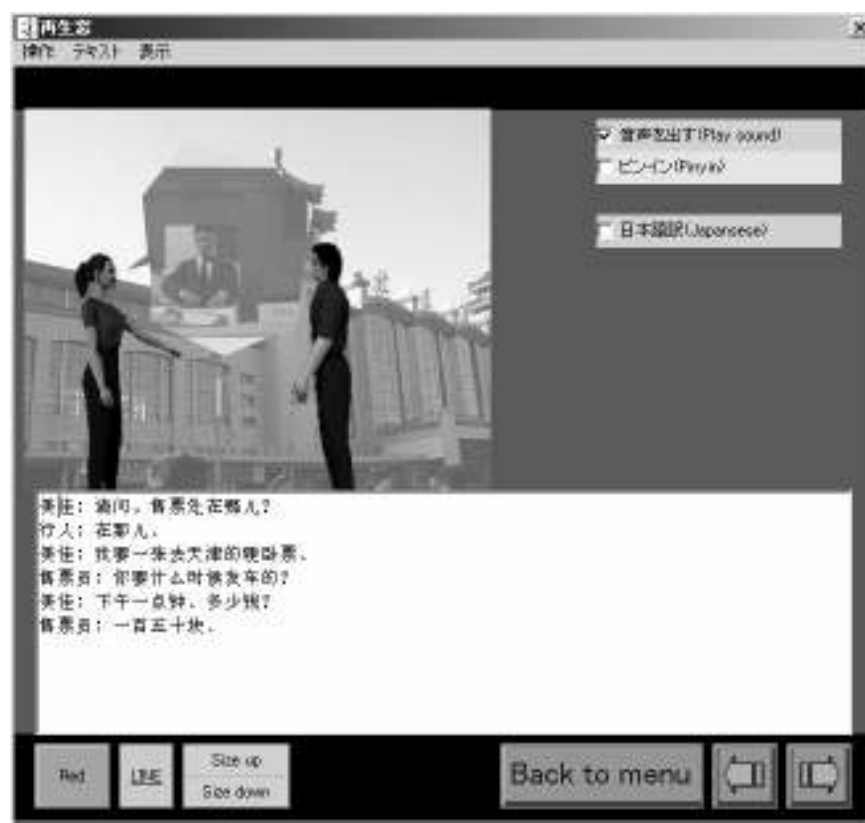 再生窓
操作 テキスト 表示
音声を出す(Play sound)
ピンイン(Pinyin)
日本語訳(Japansese)
美佳: 请问。售票处在哪儿?
行人: 在那儿。
美佳: 我要一张去天津的硬卧票。
售票员: 你要什么时候发车的?
美佳: 下午一点钟。多少钱?
售票员: 一百五十块。
Red
LINE
Size up
Size down
Back to menu